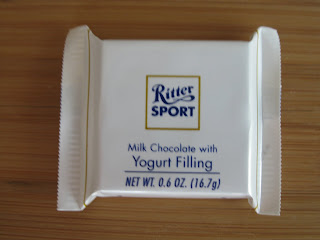 Ritter
SPORT
Milk Chocolate with
Yogurt Filling
NET WT. 0.6 OZ. (16.7g)